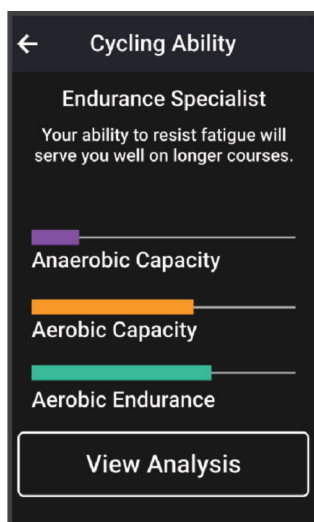 Cycling Ability
Endurance Specialist
Your ability to resist fatigue will
serve you well on longer courses.
Anaerobic Capacity
Aerobic Capacity
Aerobic Endurance
View Analysis